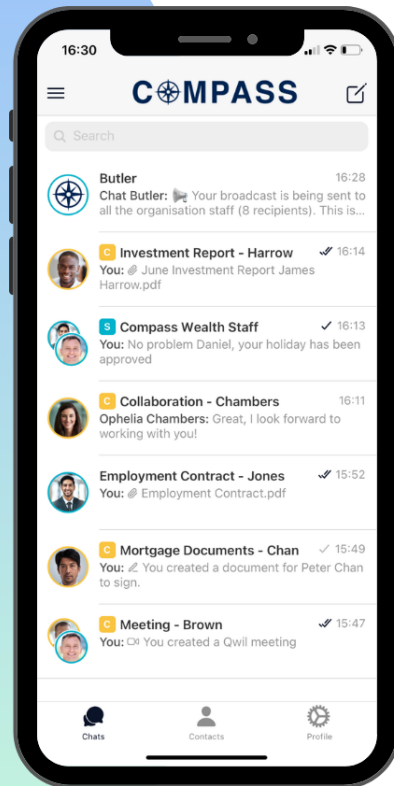 16:30
COMPASS
Search
Butler 16:28
Chat Butler: Your broadcast is being sent to
all the organisation staff (8 recipients). This is...
C Investment Report - Harrow 16:14
You: June Investment Report James
Harrow.pdf
S Compass Wealth Staff 16:13
You: No problem Daniel, your holiday has been
approved
C Collaboration - Chambers 16:11
Ophelia Chambers: Great, I look forward to
working with you!
Employment Contract - Jones 15:52
You: Employment Contract.pdf
C Mortgage Documents - Chan 15:49
You: You created a document for Peter Chan
to sign.
C Meeting - Brown 15:47
You: You created a Qwil meeting
Chats Contacts Profile